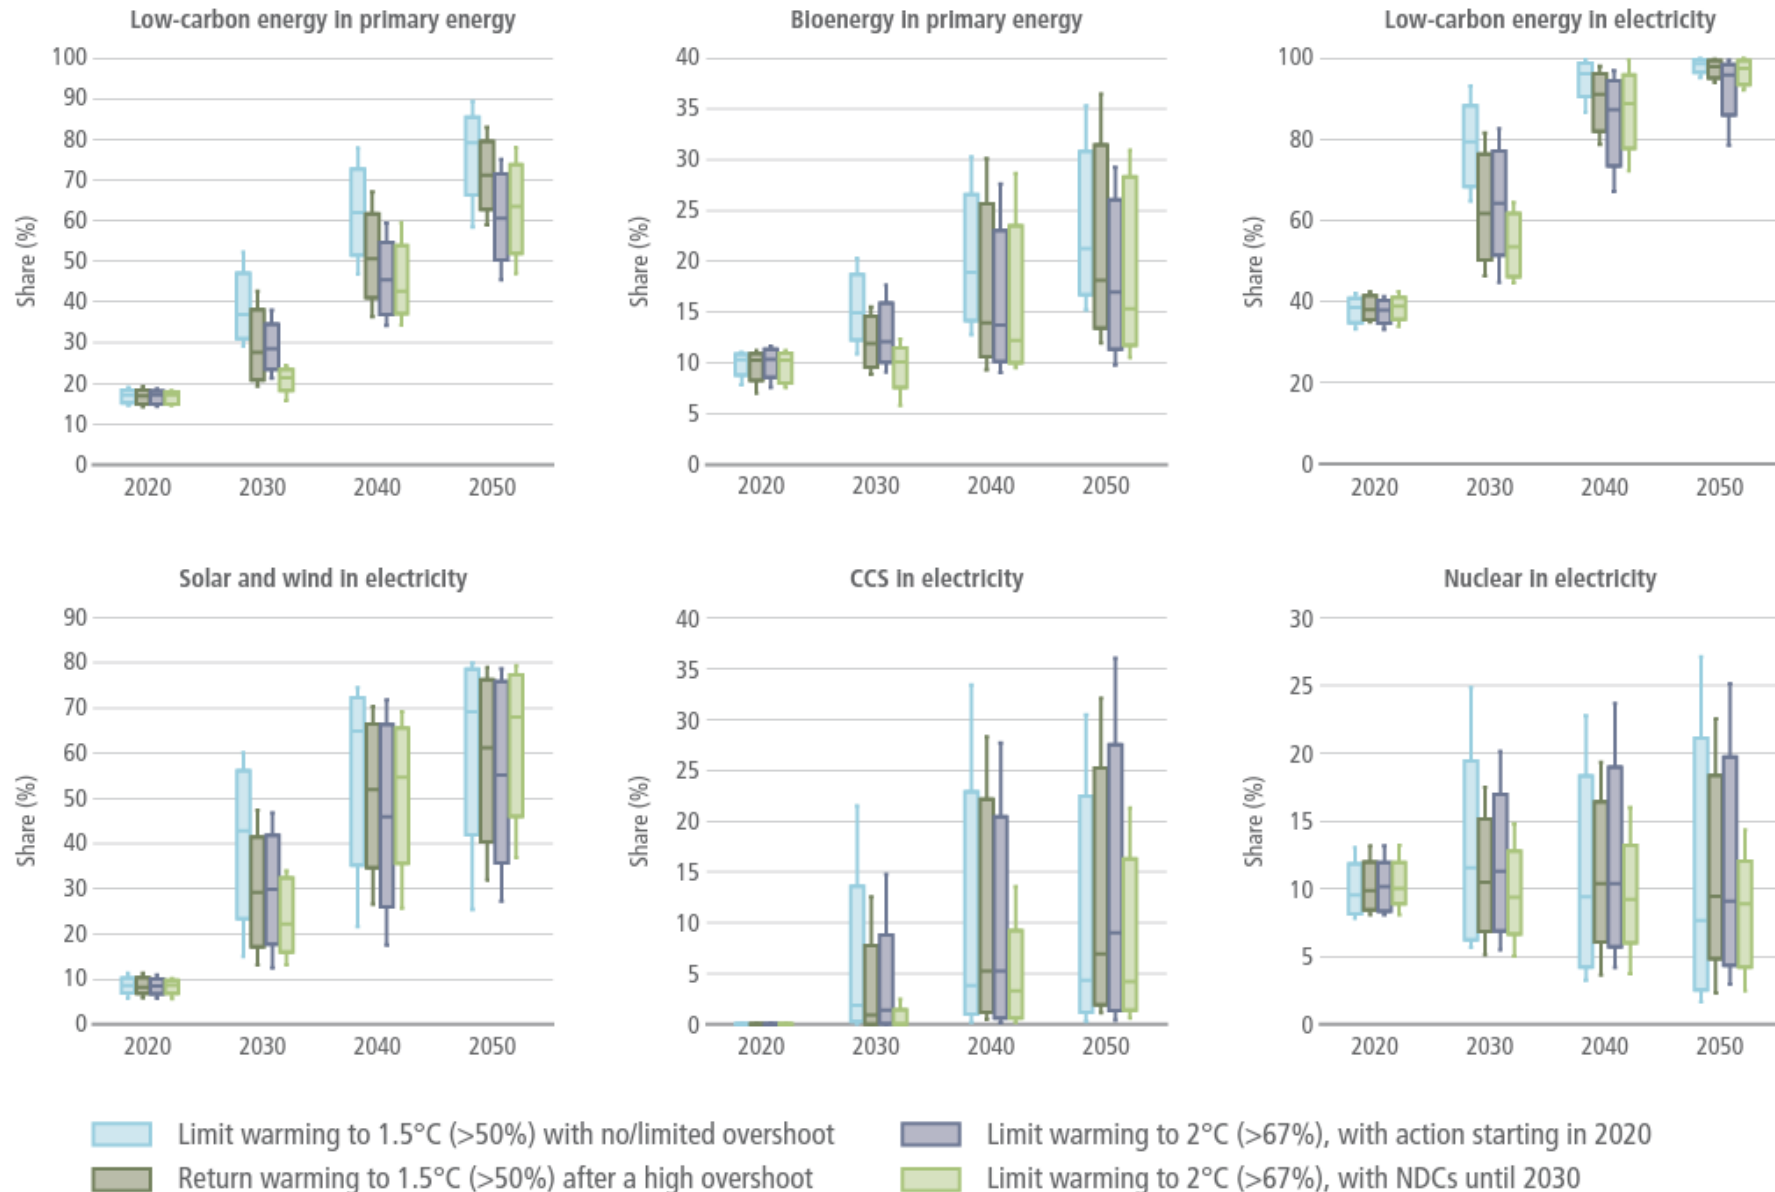 Low-carbon energy in primary energy
Bioenergy in primary energy
Low-carbon energy in electricity
Share (%)
100
90
80
70
60
50
40
30
20
10
0
2020 2030 2040 2050
Share (%)
40
35
30
25
20
15
10
5
0
2020 2030 2040 2050
Share (%)
100
80
60
40
20
0
2020 2030 2040 2050
Solar and wind in electricity
CCS in electricity
Nuclear in electricity
Share (%)
90
80
70
60
50
40
30
20
10
0
2020 2030 2040 2050
Share (%)
40
35
30
25
20
15
10
5
0
2020 2030 2040 2050
Share (%)
30
25
20
15
10
5
0
2020 2030 2040 2050
Limit warming to 1.5°C (>50%) with no/limited overshoot
Limit warming to 2°C (>67%), with action starting in 2020
Return warming to 1.5°C (>50%) after a high overshoot
Limit warming to 2°C (>67%), with NDCs until 2030